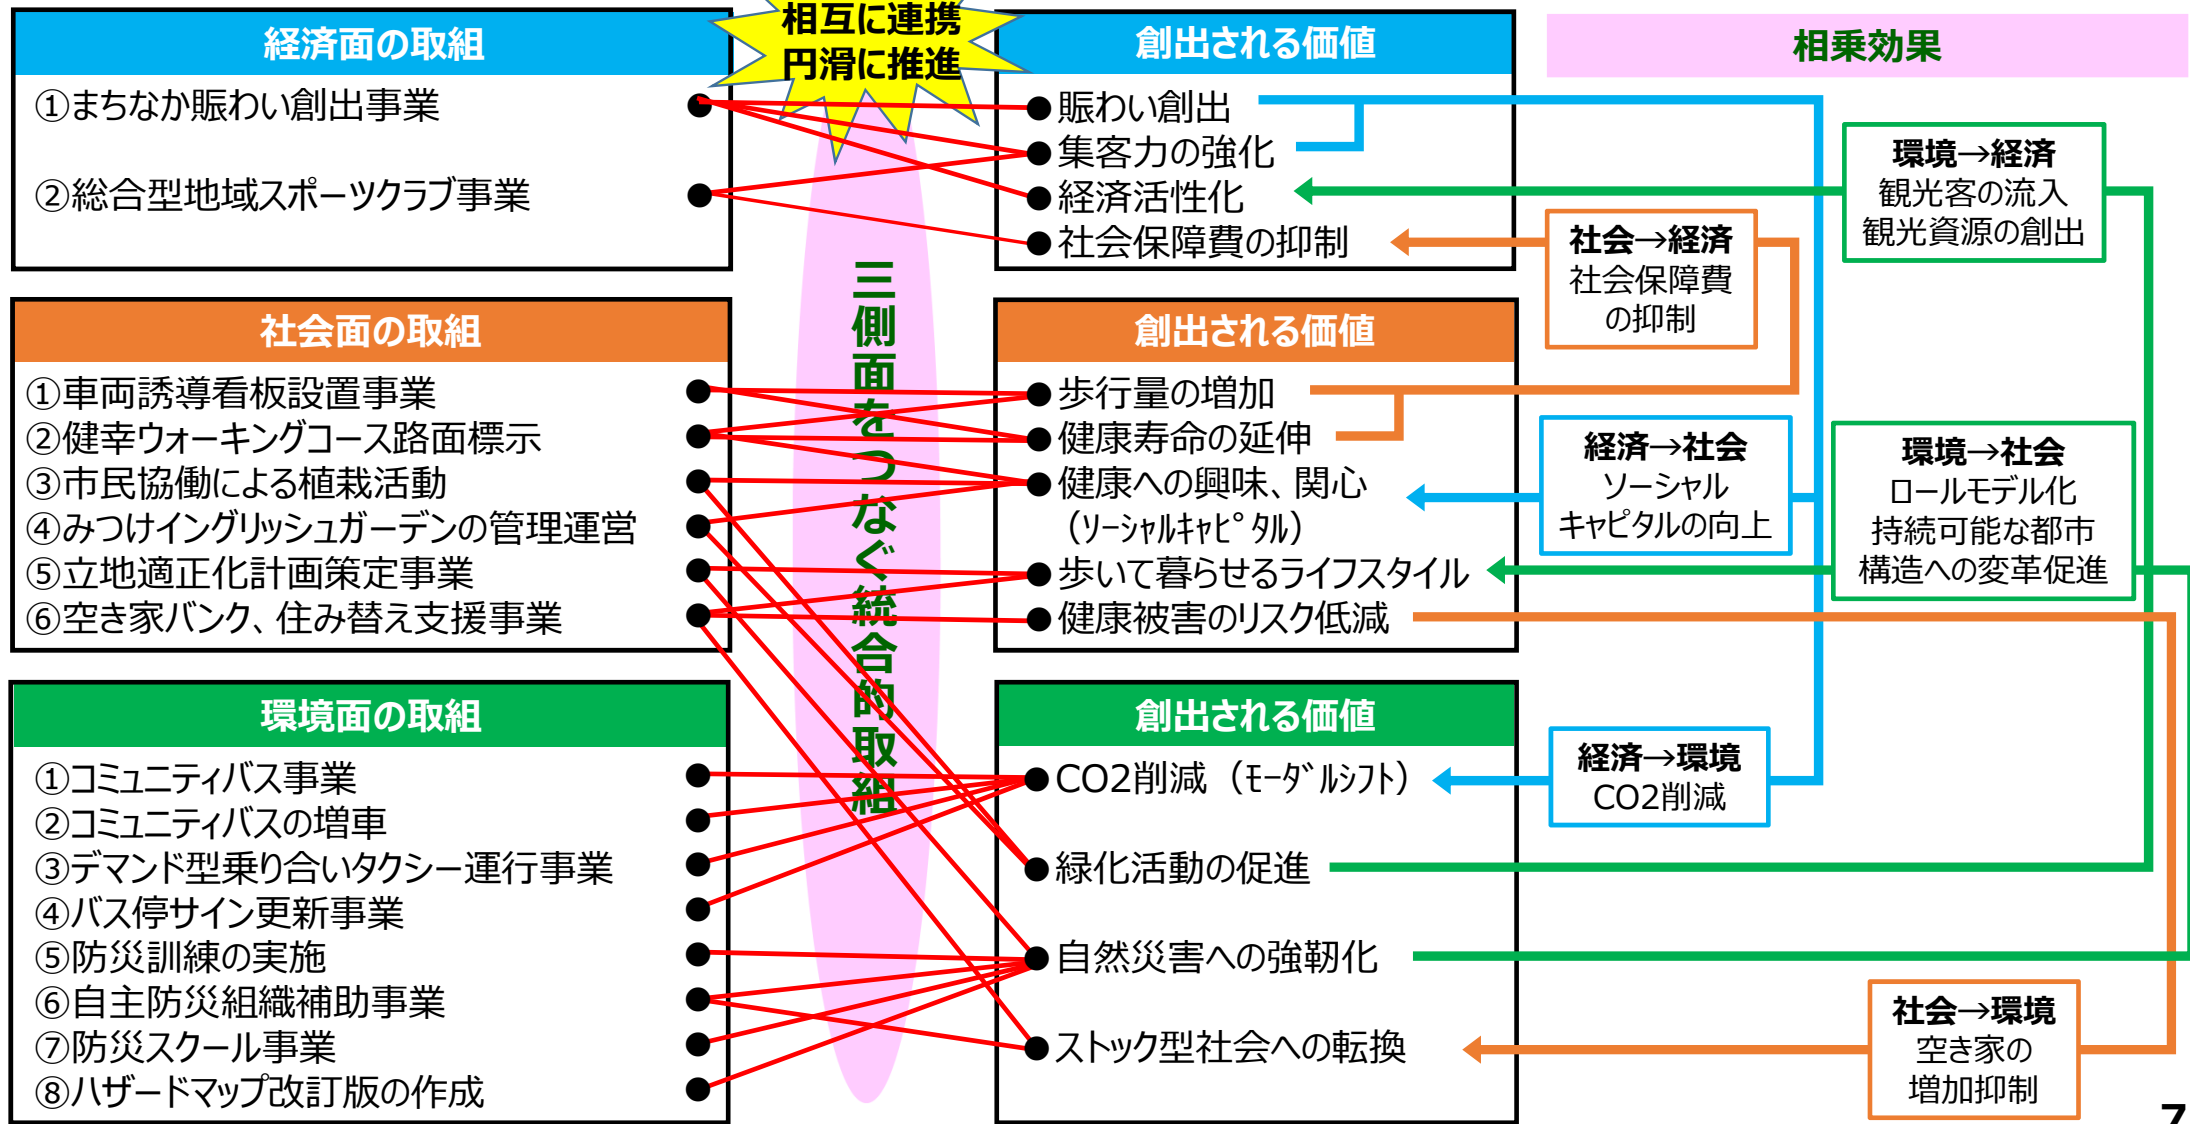 相互に連携
円滑に推進
経済面の取組
①まちなか賑わい創出事業
②総合型地域スポーツクラブ事業
創出される価値
●賑わい創出
●集客力の強化
●経済活性化
●社会保障費の抑制
相乗効果
環境→経済
観光客の流入
観光資源の創出
社会→経済
社会保障費
の抑制
三側面をつなぐ統合的取組
社会面の取組
①車両誘導看板設置事業
②健幸ウォーキングコース路面標示
③市民協働による植栽活動
④みつけイングリッシュガーデンの管理運営
⑤立地適正化計画策定事業
⑥空き家バンク、住み替え支援事業
創出される価値
●歩行量の増加
●健康寿命の延伸
●健康への興味、関心
（ｿｰｼｬﾙｷｬﾋﾟﾀﾙ）
●歩いて暮らせるライフスタイル
●健康被害のリスク低減
経済→社会
ソーシャル
キャピタルの向上
環境→社会
ロールモデル化
持続可能な都市
構造への変革促進
環境面の取組
①コミュニティバス事業
②コミュニティバスの増車
③デマンド型乗り合いタクシー運行事業
④バス停サイン更新事業
⑤防災訓練の実施
⑥自主防災組織補助事業
⑦防災スクール事業
⑧ハザードマップ改訂版の作成
創出される価値
●CO2削減（ﾓｰﾀﾞﾙｼﾌﾄ）
●緑化活動の促進
●自然災害への強靭化
●ストック型社会への転換
経済→環境
CO2削減
社会→環境
空き家の
増加抑制
7